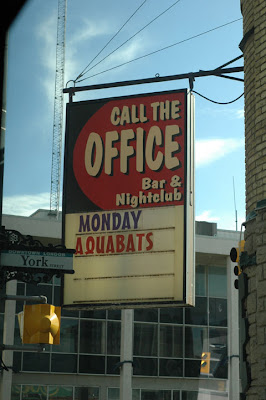 CALL THE
OFFICE
Bar &
Nightclub
MONDAY
AQUABATS
York